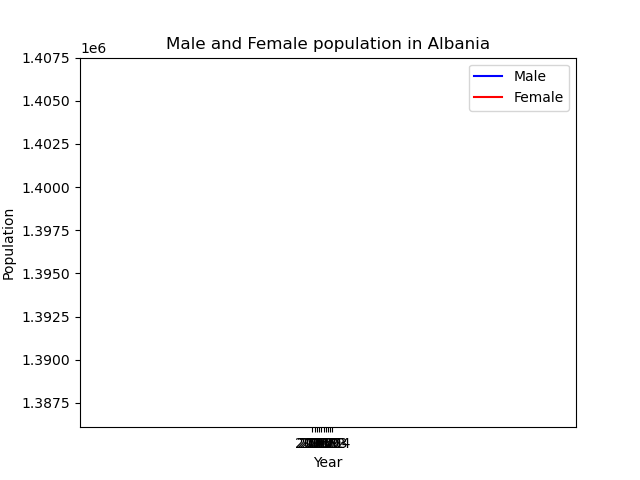 Male and Female population in Albania
1e6
1.4075
1.4050
1.4025
1.4000
1.3975
1.3950
1.3925
1.3900
1.3875
Population
Male
Female
Year